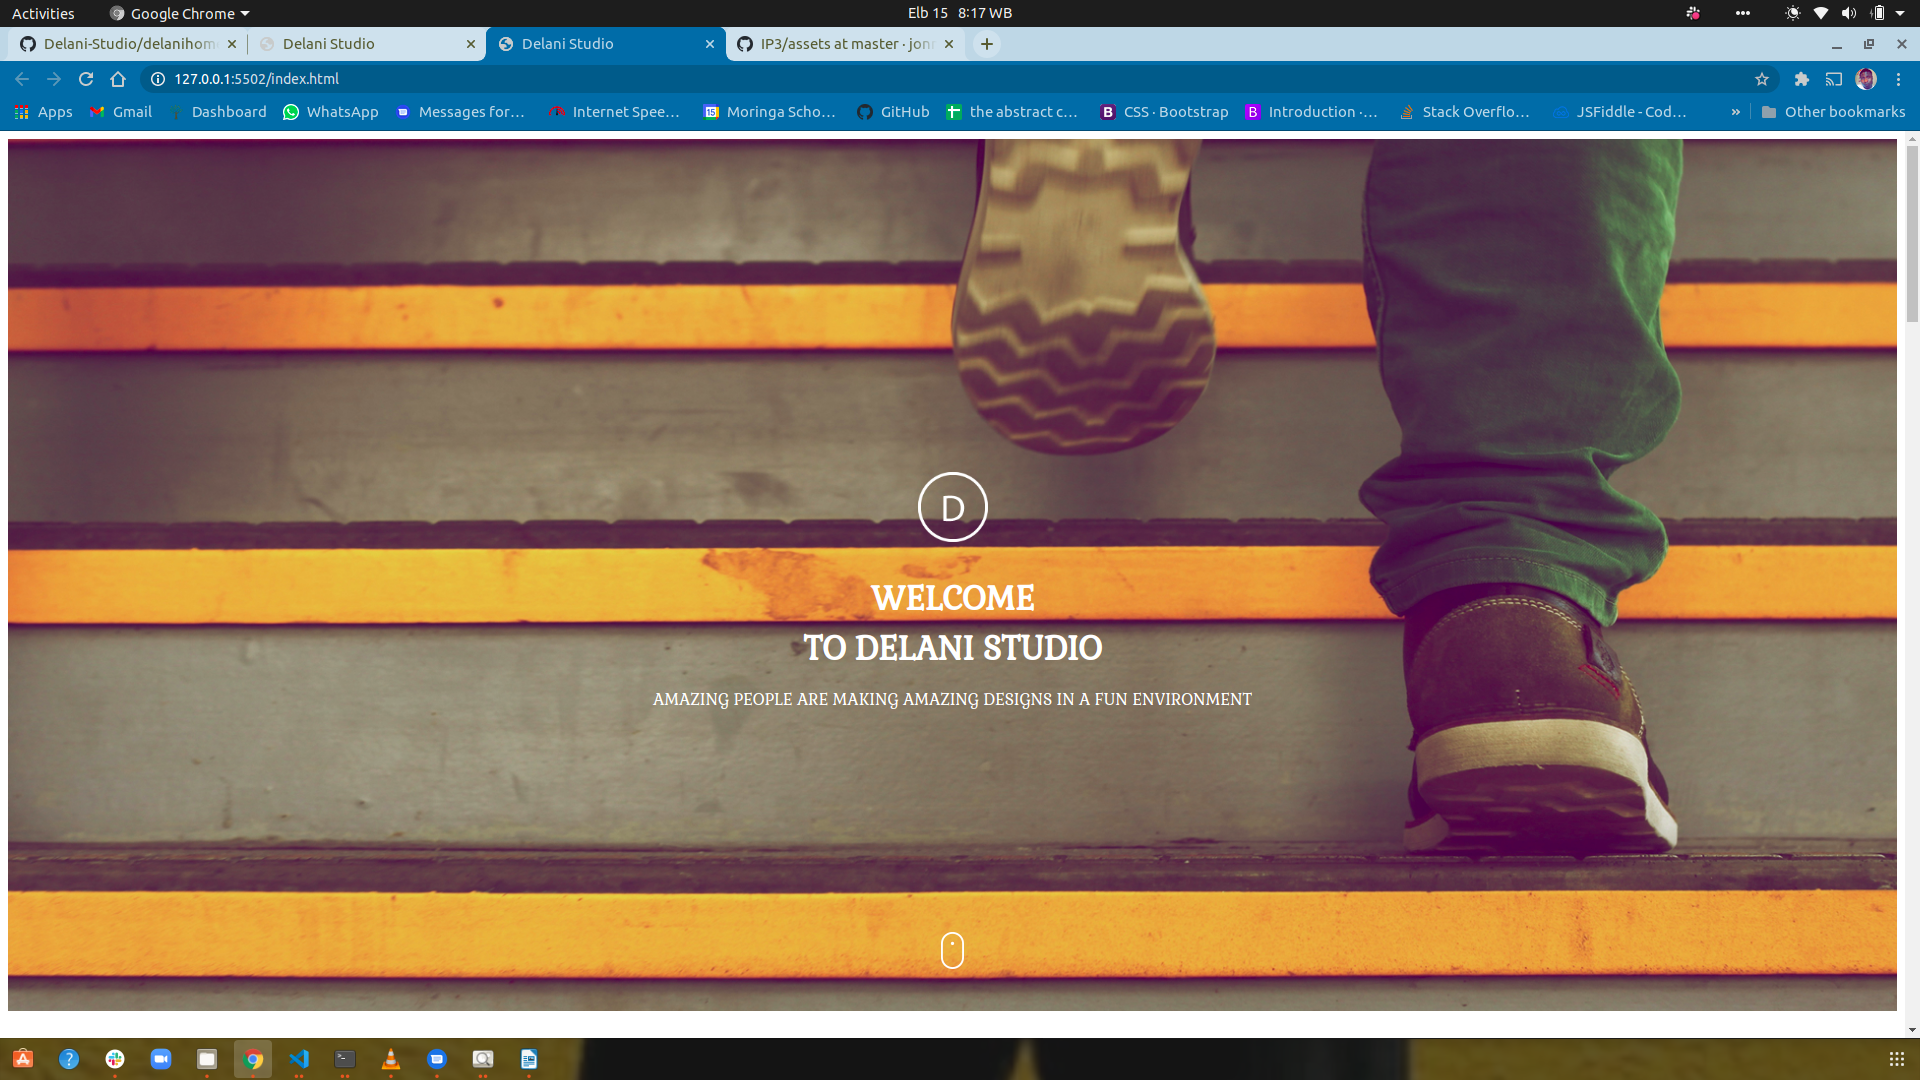 Activities
Google Chrome
Elb 15 8:17 WB
Delani-Studio/delanihom
Delani Studio
Delani Studio
IP3/assets at master · jonn
127.0.0.1:5502/index.html
Apps
Gmail
Dashboard
WhatsApp
Messages for…
Internet Spee…
Moringa Scho…
GitHub
the abstract c…
CSS · Bootstrap
Introduction ·…
Stack Overflo…
JSFiddle - Cod…
»
Other bookmarks
D
WELCOME
TO DELANI STUDIO
AMAZING PEOPLE ARE MAKING AMAZING DESIGNS IN A FUN ENVIRONMENT